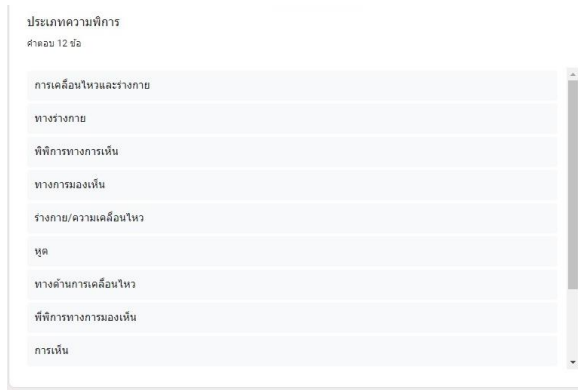 ประเภทความพิการ
คำตอบ 12 ข้อ
การเคลื่อนไหวและร่างกาย
ทางร่างกาย
พิพิการทางการเห็น
ทางการมองเห็น
ร่างกาย/ความเคลื่อนไหว
หูต
ทางด้านการเคลื่อนไหว
พี่พิการทางการมองเห็น
การเห็น